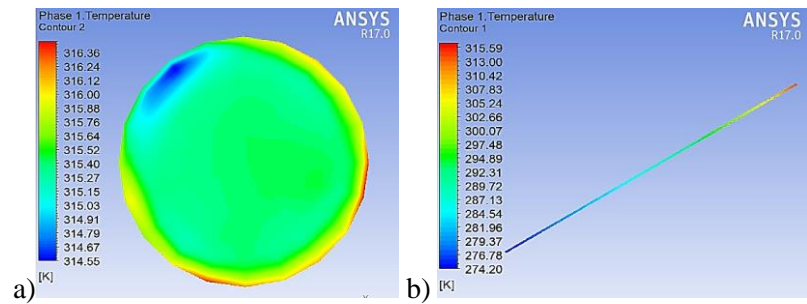 Phase 1.Temperature
Contour 2
ANSYS
R17.0
316.36
316.24
316.12
316.00
315.88
315.76
315.64
315.52
315.40
315.27
315.15
315.03
314.91
314.79
314.67
314.55
[K]
a)
Phase 1.Temperature
Contour 1
ANSYS
R17.0
315.59
313.00
310.42
307.83
305.24
302.66
300.07
297.48
294.89
292.31
289.72
287.13
284.54
281.96
279.37
276.78
274.20
[K]
b)